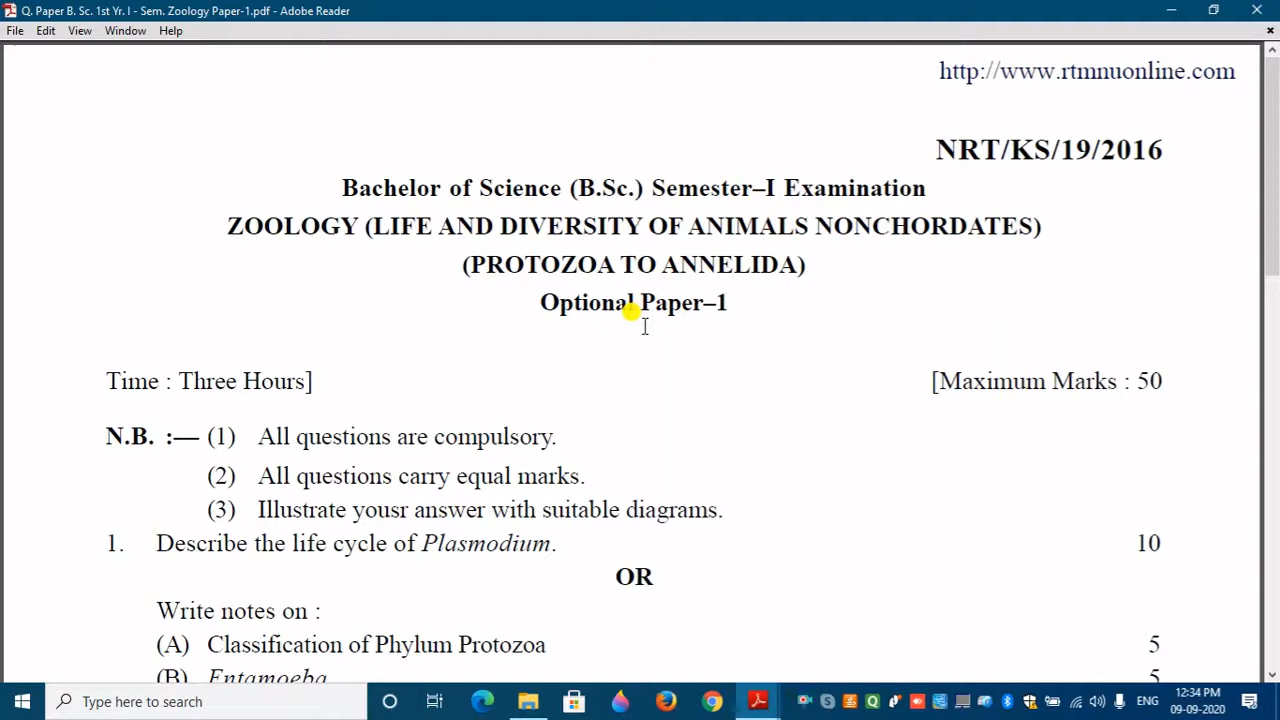 Q. Paper B. Sc. 1st Yr. I - Sem. Zoology Paper-1.pdf - Adobe Reader
File Edit View Window Help
http://www.rtmnuonline.com
NRT/KS/19/2016
Bachelor of Science (B.Sc.) Semester–I Examination
ZOOLOGY (LIFE AND DIVERSITY OF ANIMALS NONCHORDATES)
(PROTOZOA TO ANNELIDA)
Optional Paper–1
Time : Three Hours] [Maximum Marks : 50
N.B. :— (1) All questions are compulsory.
(2) All questions carry equal marks.
(3) Illustrate yousr answer with suitable diagrams.
1. Describe the life cycle of Plasmodium. 10
OR
Write notes on :
(A) Classification of Phylum Protozoa 5
(B) Entamoeba 5
Type here to search
ENG
12:34 PM
09-09-2020